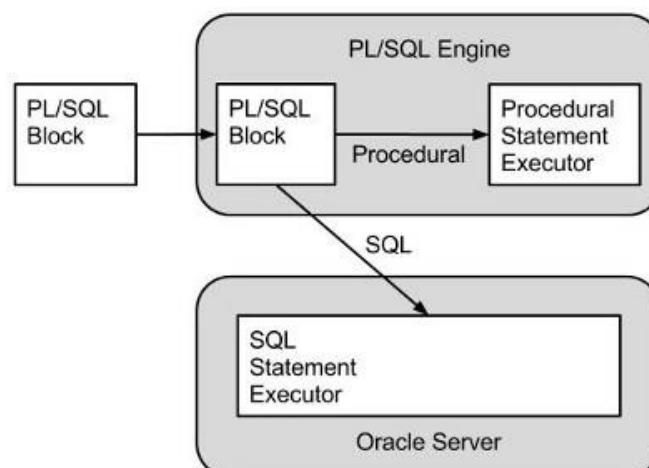 PL/SQL Engine
PL/SQL
Block
PL/SQL
Block
Procedural
Procedural
Statement
Executor
SQL
SQL
Statement
Executor
Oracle Server